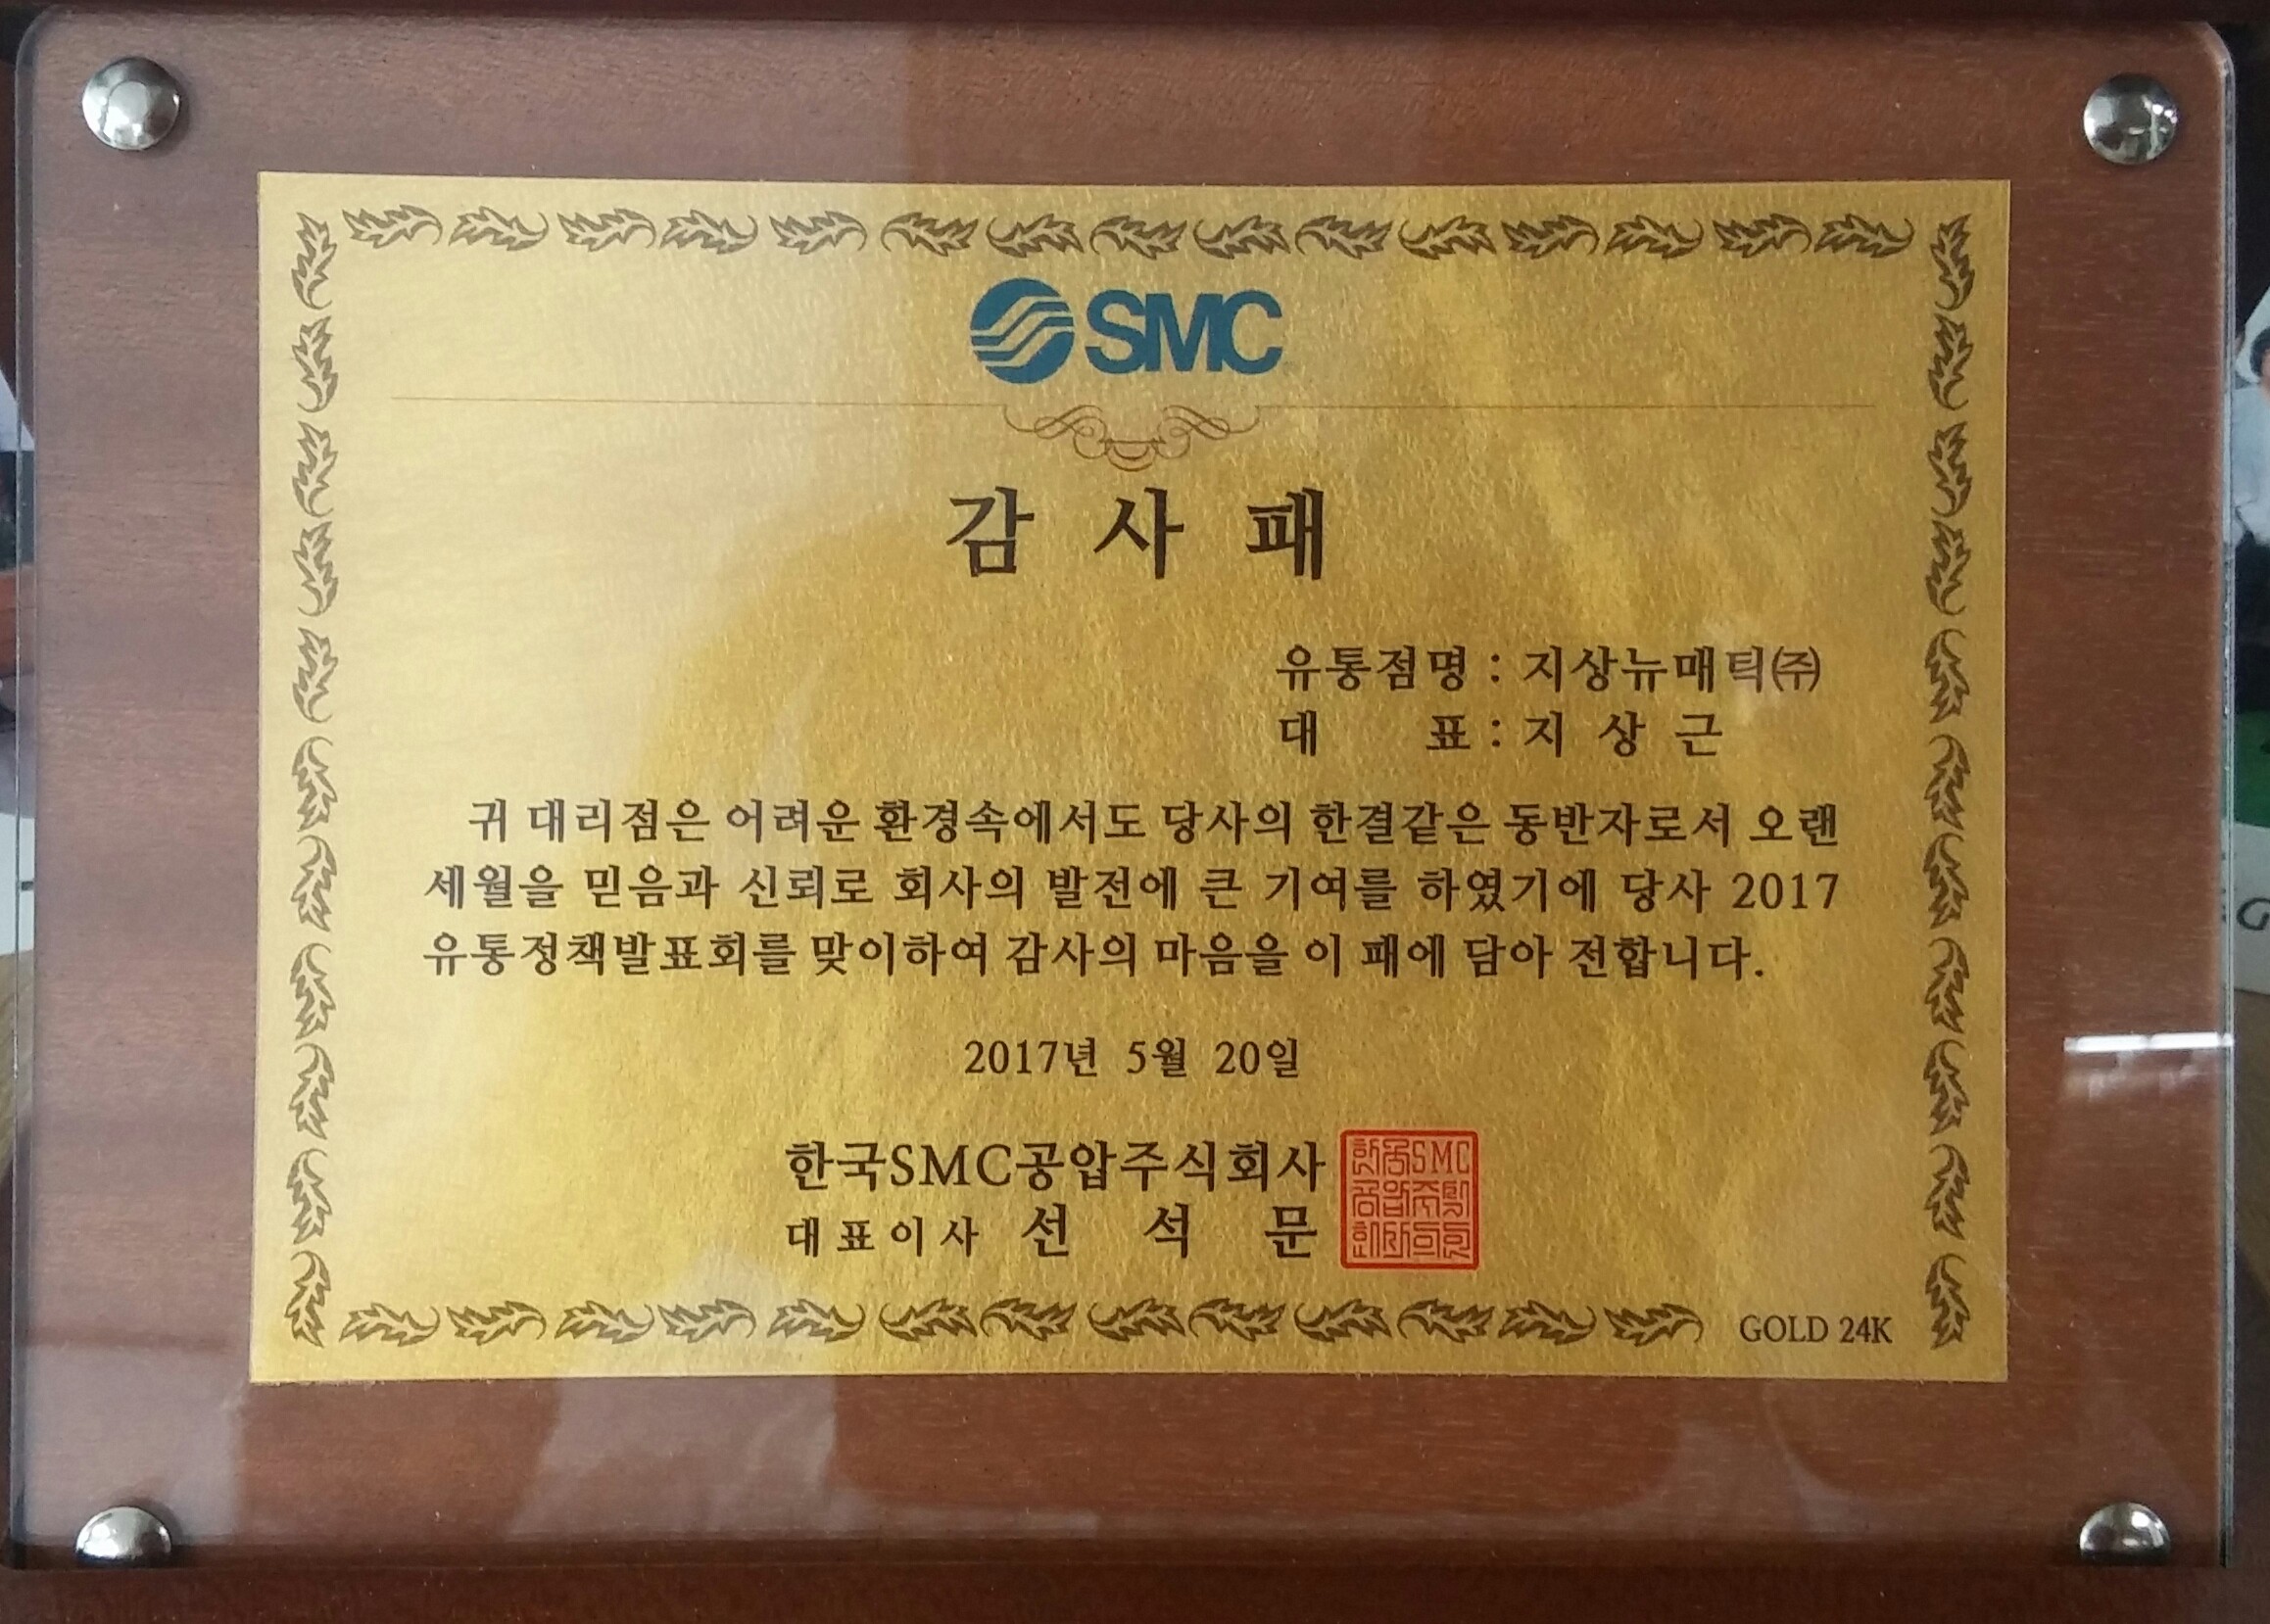 SMC
감 사 패
유통점명 : 지상뉴매틱㈜
대 표 : 지 상 근
귀 대리점은 어려운 환경속에서도 당사의 한결같은 동반자로서 오랜
세월을 믿음과 신뢰로 회사의 발전에 큰 기여를 하였기에 당사 2017
유통정책발표회를 맞이하여 감사의 마음을 이 패에 담아 전합니다.
2017년 5월 20일
한국SMC공압주식회사
대표이사 선 석 문
GOLD 24K